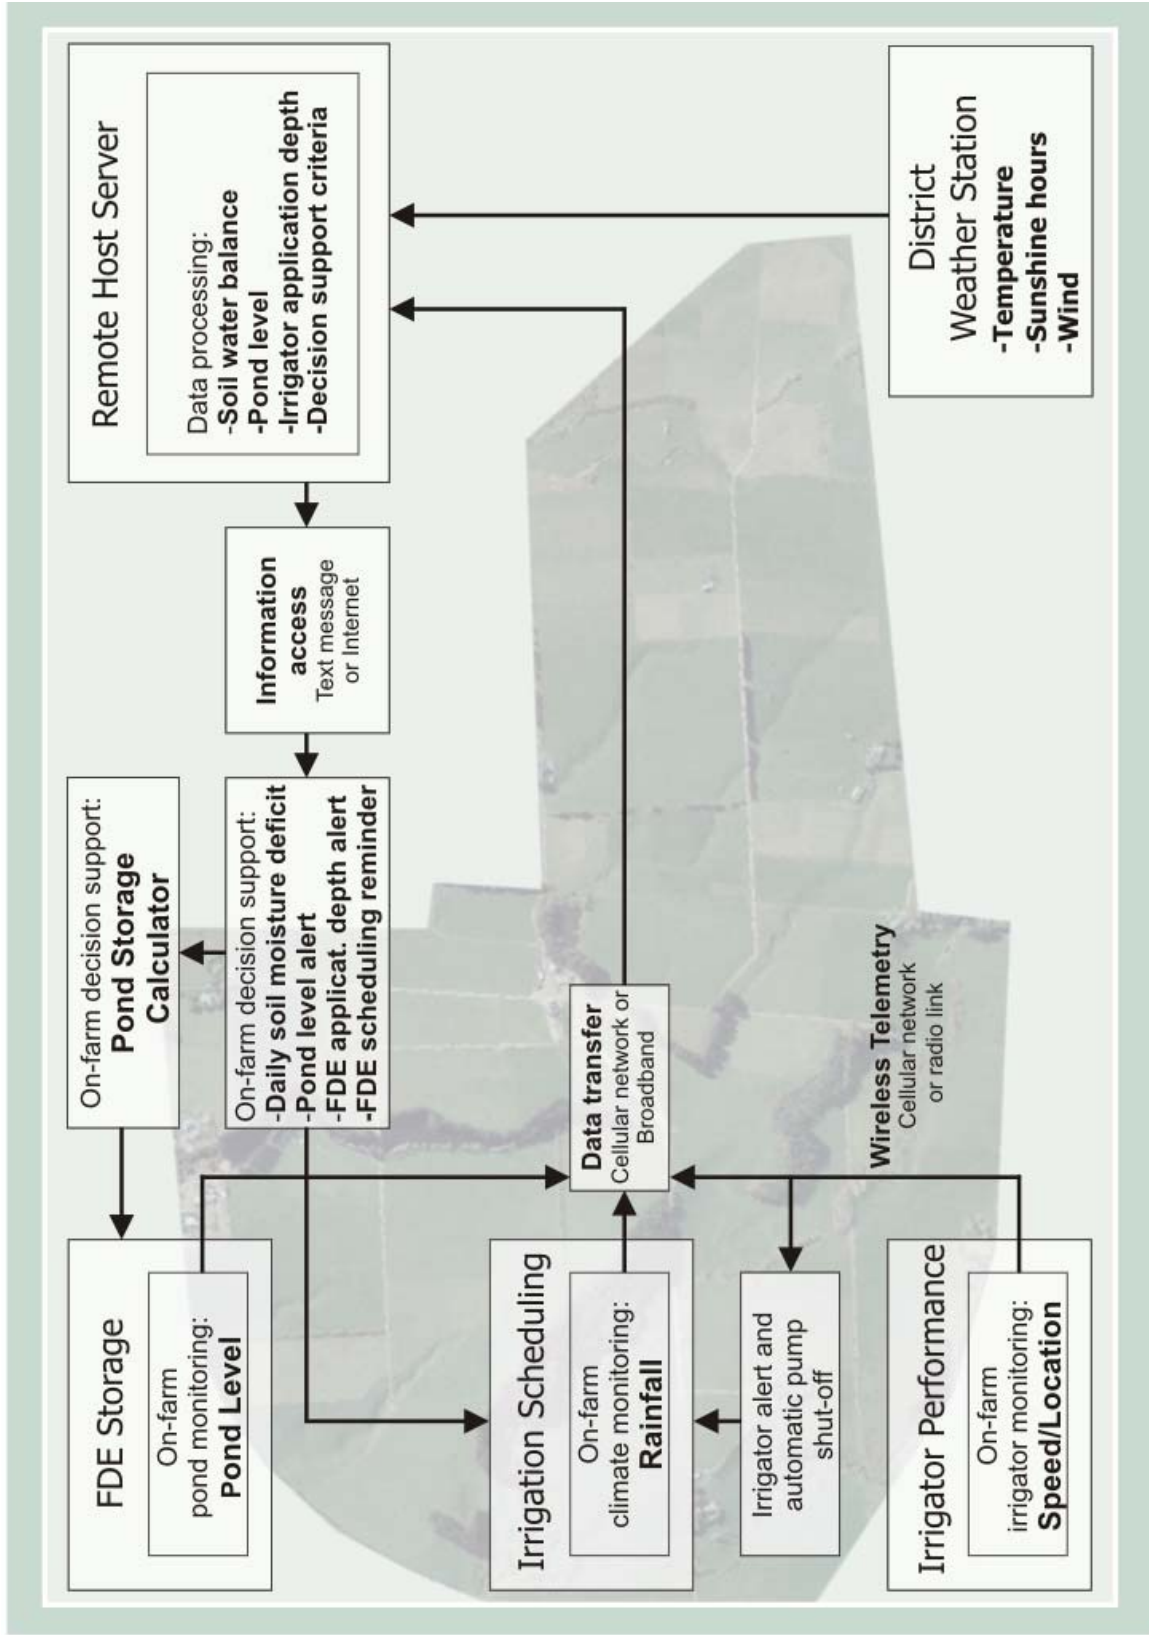 FDE Storage
On-farm
pond monitoring:
Pond Level
On-farm decision support:
Pond Storage
Calculator
On-farm decision support:
-Daily soil moisture deficit
-Pond level alert
-FDE applicat. depth alert
-FDE scheduling reminder
Information
access
Text message
or Internet
Remote Host Server
Data processing:
-Soil water balance
-Pond level
-Irrigator application depth
-Decision support criteria
Irrigation Scheduling
On-farm
climate monitoring:
Rainfall
Data transfer
Cellular network or
Broadband
Irrigator alert and
automatic pump
shut-off
Wireless Telemetry
Cellular network
or radio link
Irrigator Performance
On-farm
irrigator monitoring:
Speed/Location
District
Weather Station
-Temperature
-Sunshine hours
-Wind